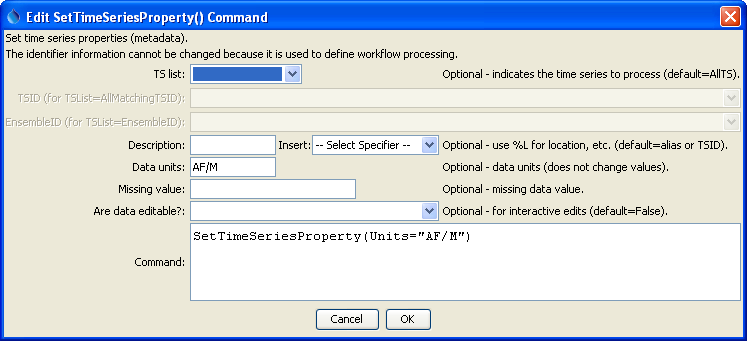 Edit SetTimeSeriesProperty() Command
Set time series properties (metadata).
The identifier information cannot be changed because it is used to define workflow processing.
TS list: Optional - indicates the time series to process (default=AllTS).
TSID (for TSList=AllMatchingTSID):
EnsembleID (for TSList=EnsembleID):
Description: Insert: -- Select Specifier -- Optional - use %L for location, etc. (default=alias or TSID).
Data units: AF/M Optional - data units (does not change values).
Missing value: Optional - missing data value.
Are data editable?: Optional - for interactive edits (default=False).
SetTimeSeriesProperty(Units="AF/M")
Command:
Cancel OK